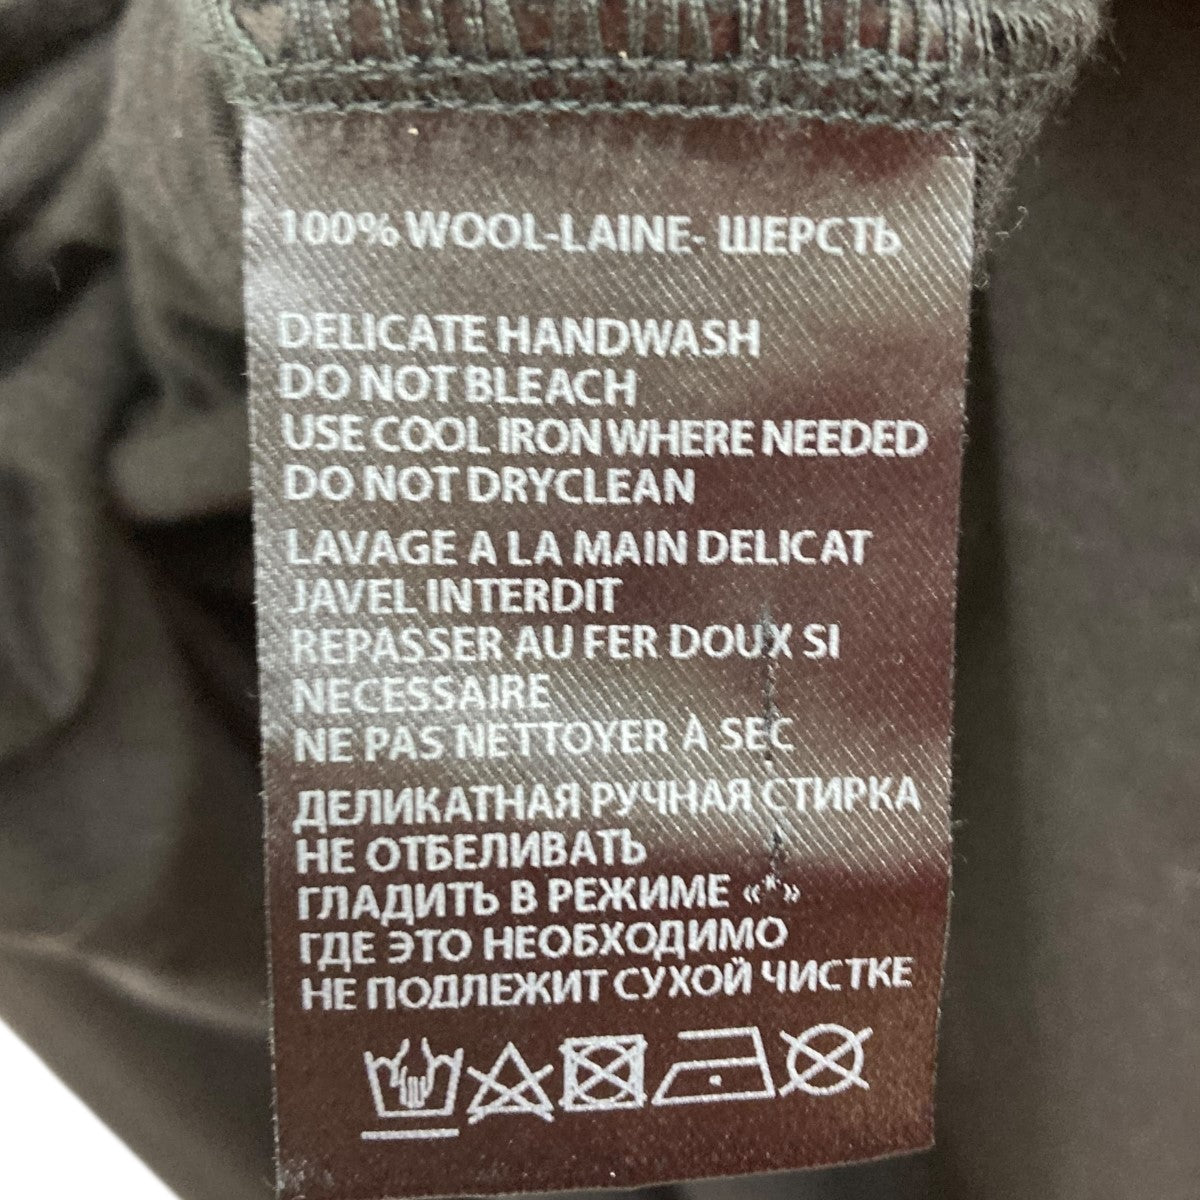 100% WOOL-LAINE- ШЕРСТЬ
DELICATE HANDWASH
DO NOT BLEACH
USE COOL IRON WHERE NEEDED
DO NOT DRYCLEAN
LAVAGE A LA MAIN DELICAT
JAVEL INTERDIT
REPASSER AU FER DOUX SI
NECESSAIRE
NE PAS NETTOYER À SEC
ДЕЛИКАТНАЯ РУЧНАЯ СТИРКА
НЕ ОТБЕЛИВАТЬ
ГЛАДИТЬ В РЕЖИМЕ «*»
ГДЕ ЭТО НЕОБХОДИМО
НЕ ПОДЛЕЖИТ СУХОЙ ЧИСТКЕ